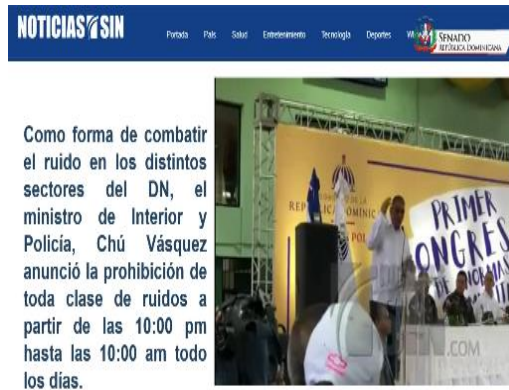 NOTICIAS SIN
Portada País Salud Entretenimiento Tecnología Deportes
SENADO
REPÚBLICA DOMINICANA
Como forma de combatir
el ruido en los distintos
sectores del DN, el
ministro de Interior y
Policía, Chú Vásquez
anunció la prohibición de
toda clase de ruidos a
partir de las 10:00 pm
hasta las 10:00 am todo
los días.
PRIMER
ONGRES
DE
.COM